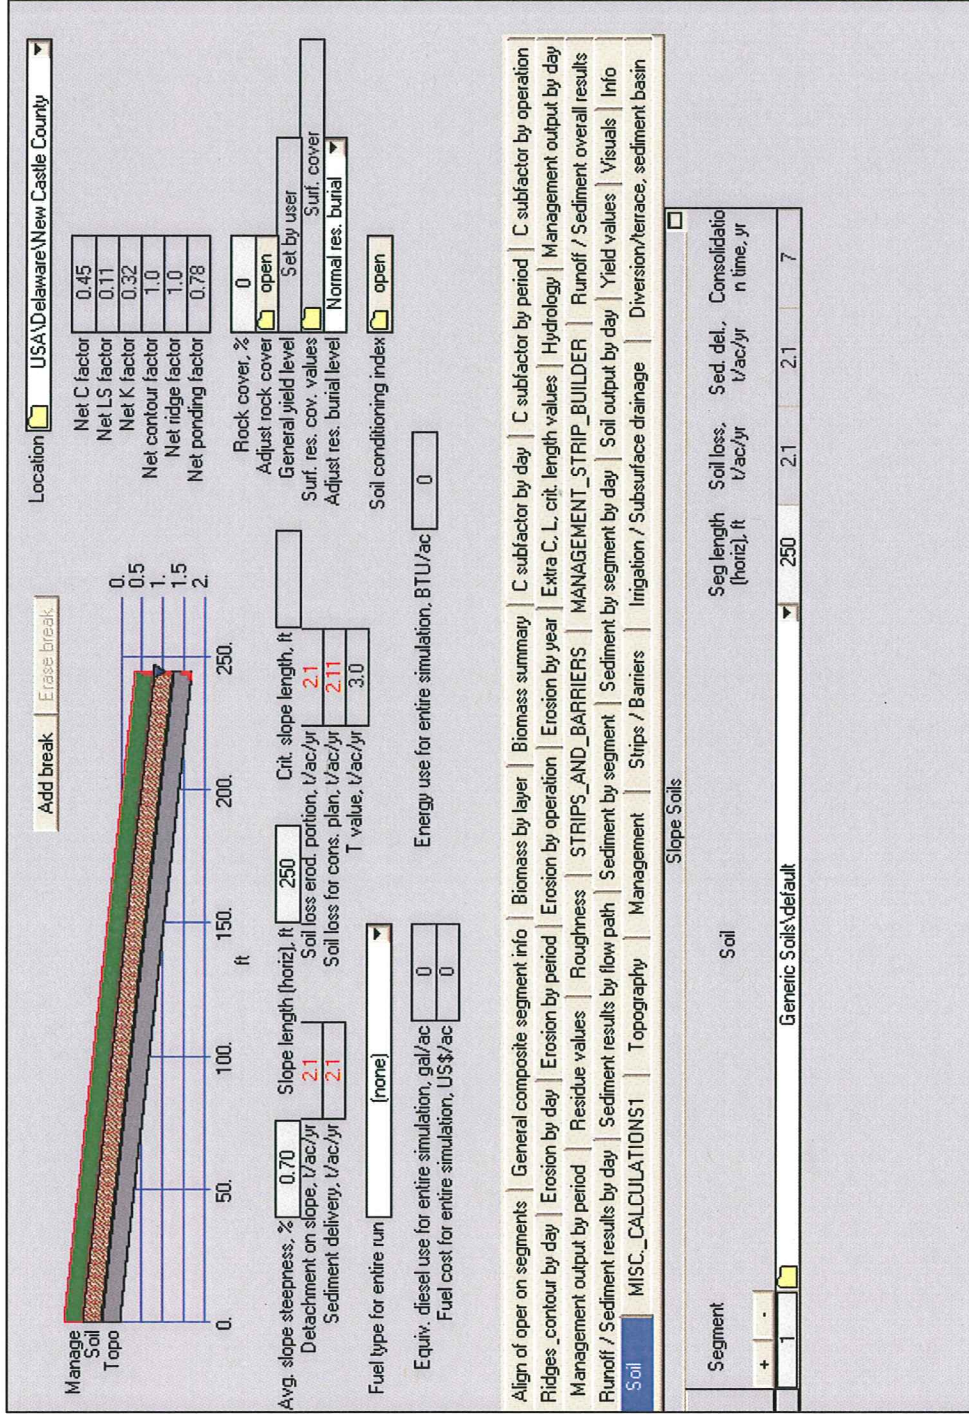 Add break Erase break
Location USA\Delaware\New Castle County
Manage
Soil
Topo
0.
0.5
1.
1.5
2.
0. 50. 100. 150. 200. 250.
ft
Net C factor 0.45
Net LS factor 0.11
Net K factor 0.32
Net contour factor 1.0
Net ridge factor 1.0
Net ponding factor 0.78
Avg. slope steepness, % 0.70 Slope length (horiz), ft 250 Crit. slope length, ft
Detachment on slope, t/ac/yr 2.1 Soil loss erod. portion, t/ac/yr 2.1
Sediment delivery, t/ac/yr 2.1 Soil loss for cons. plan, t/ac/yr 2.11
T value, t/ac/yr 3.0
Rock cover, % 0
Adjust rock cover open
General yield level Set by user
Surf. res. cov. values Surf. cover
Adjust res. burial level Normal res. burial
Fuel type for entire run (none)
Soil conditioning index open
Equiv. diesel use for entire simulation, gal/ac 0 Energy use for entire simulation, BTU/ac 0
Fuel cost for entire simulation, US$/ac 0
Align of oper on segments General composite segment info Biomass by layer Biomass summary C subfactor by day C subfactor by period C subfactor by operation
Ridges_contour by day Erosion by day Erosion by period Erosion by operation Erosion by year Extra C, L, crit. length values Hydrology Management output by day
Management output by period Residue values Roughness STRIPS_AND_BARRIERS MANAGEMENT_STRIP_BUILDER Runoff / Sediment overall results
Runoff / Sediment results by day Sediment results by flow path Sediment by segment Sediment by segment by day Soil output by day Yield values Visuals Info
Soil MISC._CALCULATIONS1 Topography Management Strips / Barriers Irrigation / Subsurface drainage Diversion/terrace, sediment basin
Slope Soils
Segment Soil Seg length (horiz), ft Soil loss, t/ac/yr Sed. del., t/ac/yr Consolidatio n time, yr
+ -
1 Generic Soils\default 250 2.1 2.1 7